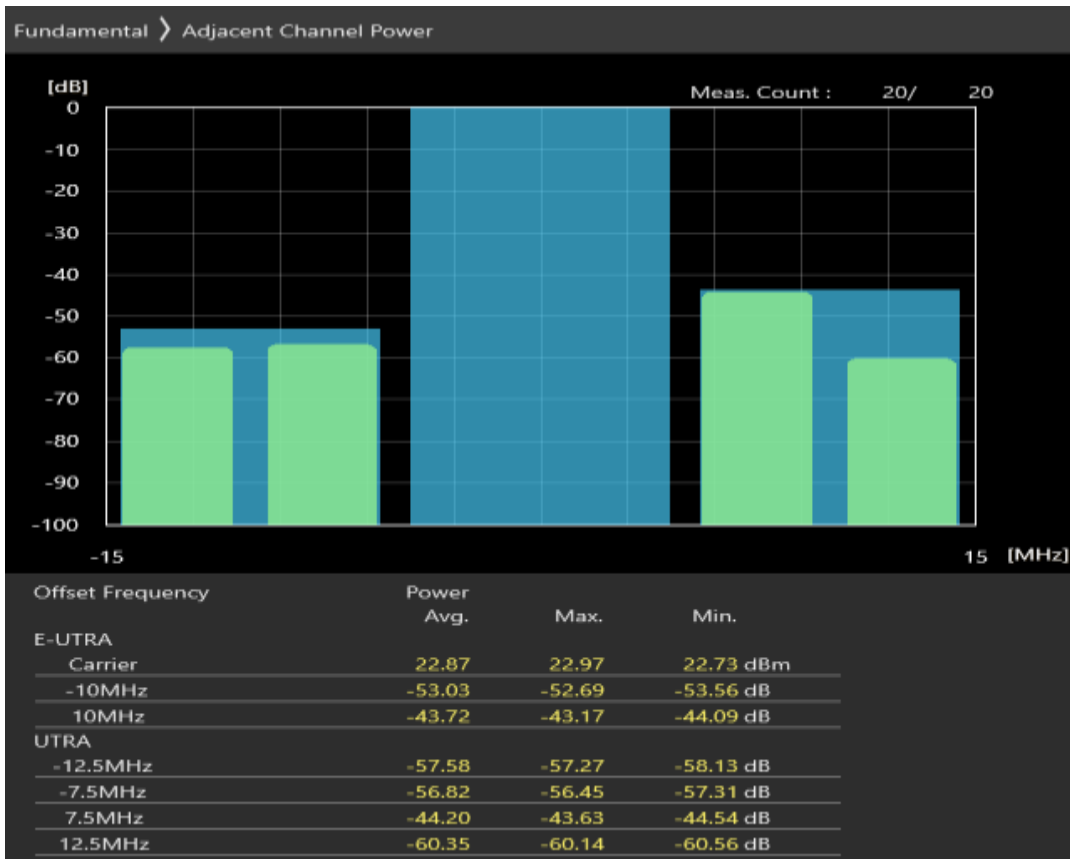 Fundamental 〉 Adjacent Channel Power
[dB]
Meas. Count : 20/ 20
0
-10
-20
-30
-40
-50
-60
-70
-80
-90
-100
-15 15 [MHz]
Offset Frequency Power
Avg. Max. Min.
E-UTRA
Carrier 22.87 22.97 22.73 dBm
-10MHz -53.03 -52.69 -53.56 dB
10MHz -43.72 -43.17 -44.09 dB
UTRA
-12.5MHz -57.58 -57.27 -58.13 dB
-7.5MHz -56.82 -56.45 -57.31 dB
7.5MHz -44.20 -43.63 -44.54 dB
12.5MHz -60.35 -60.14 -60.56 dB